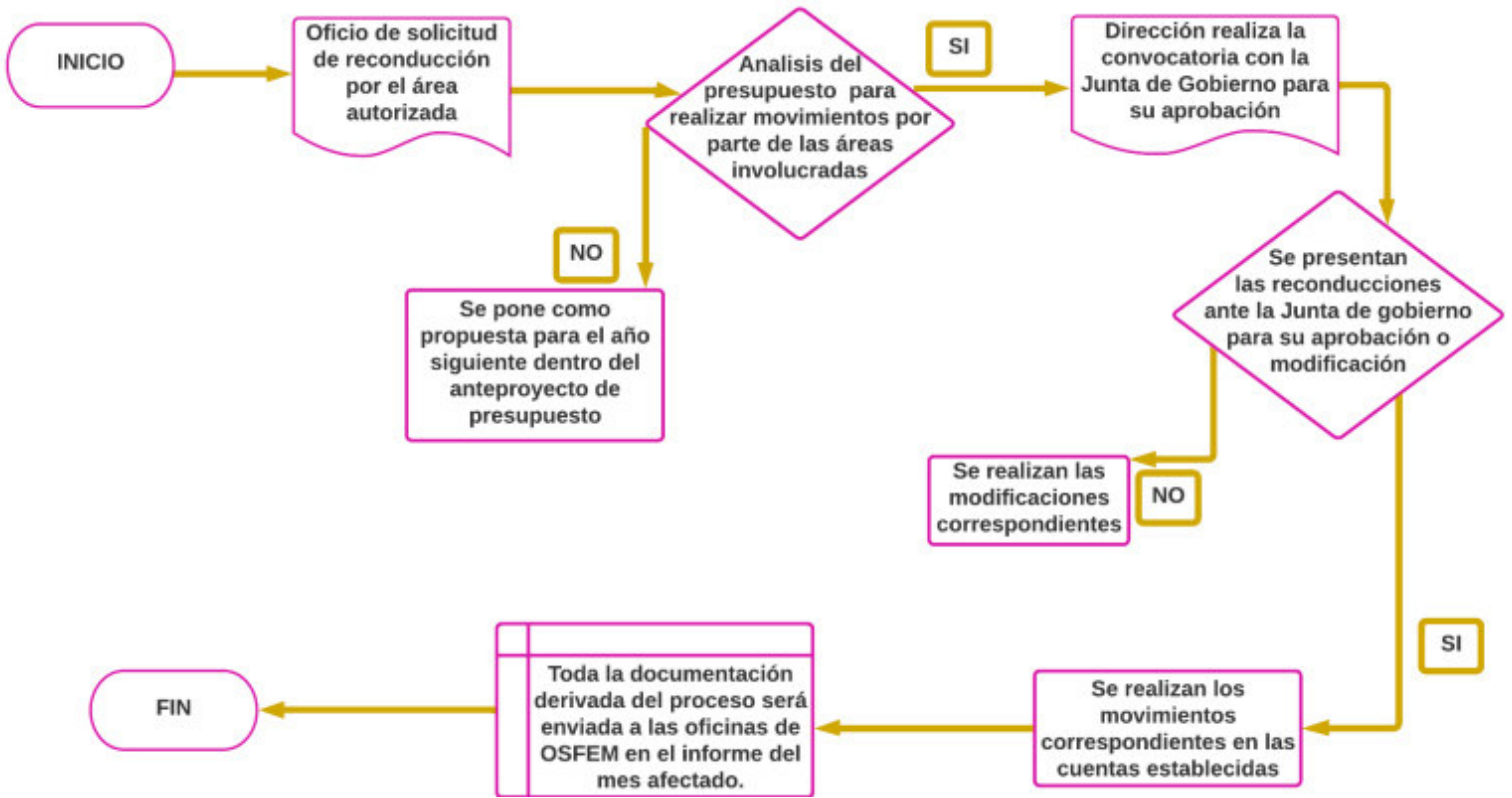 INICIO
Oficio de solicitud
de reconducción
por el área
autorizada
Analisis del
presupuesto para
realizar movimientos por
parte de las áreas
involucradas
SI
Dirección realiza la
convocatoria con la
Junta de Gobierno para
su aprobación
NO
Se pone como
propuesta para el año
siguiente dentro del
anteproyecto de
presupuesto
Se presentan
las reconducciones
ante la Junta de gobierno
para su aprobación o
modificación
Se realizan las
modificaciones
correspondientes
NO
SI
Se realizan los
movimientos
correspondientes en las
cuentas establecidas
Toda la documentación
derivada del proceso será
enviada a las oficinas de
OSFEM en el informe del
mes afectado.
FIN